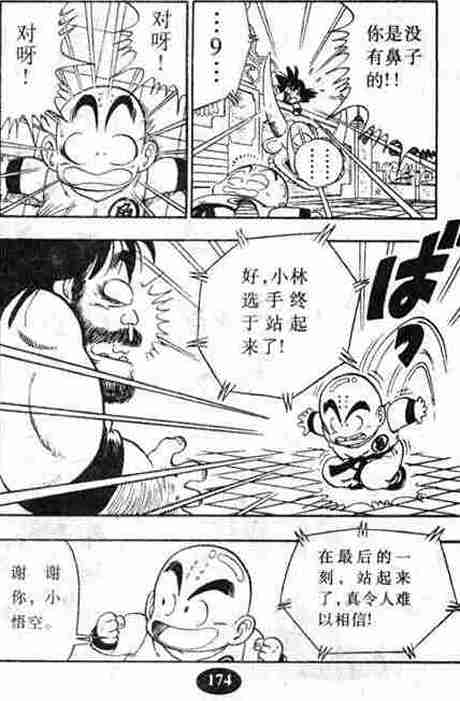 你是没
有鼻子
的!!
……
…9…
对呀！
对呀！
ばっ
好,小林
选手终
于站起
来了!
在最后的一
刻、站起来
了,真令人难
以相信!
谢谢
你,小
悟空。
174